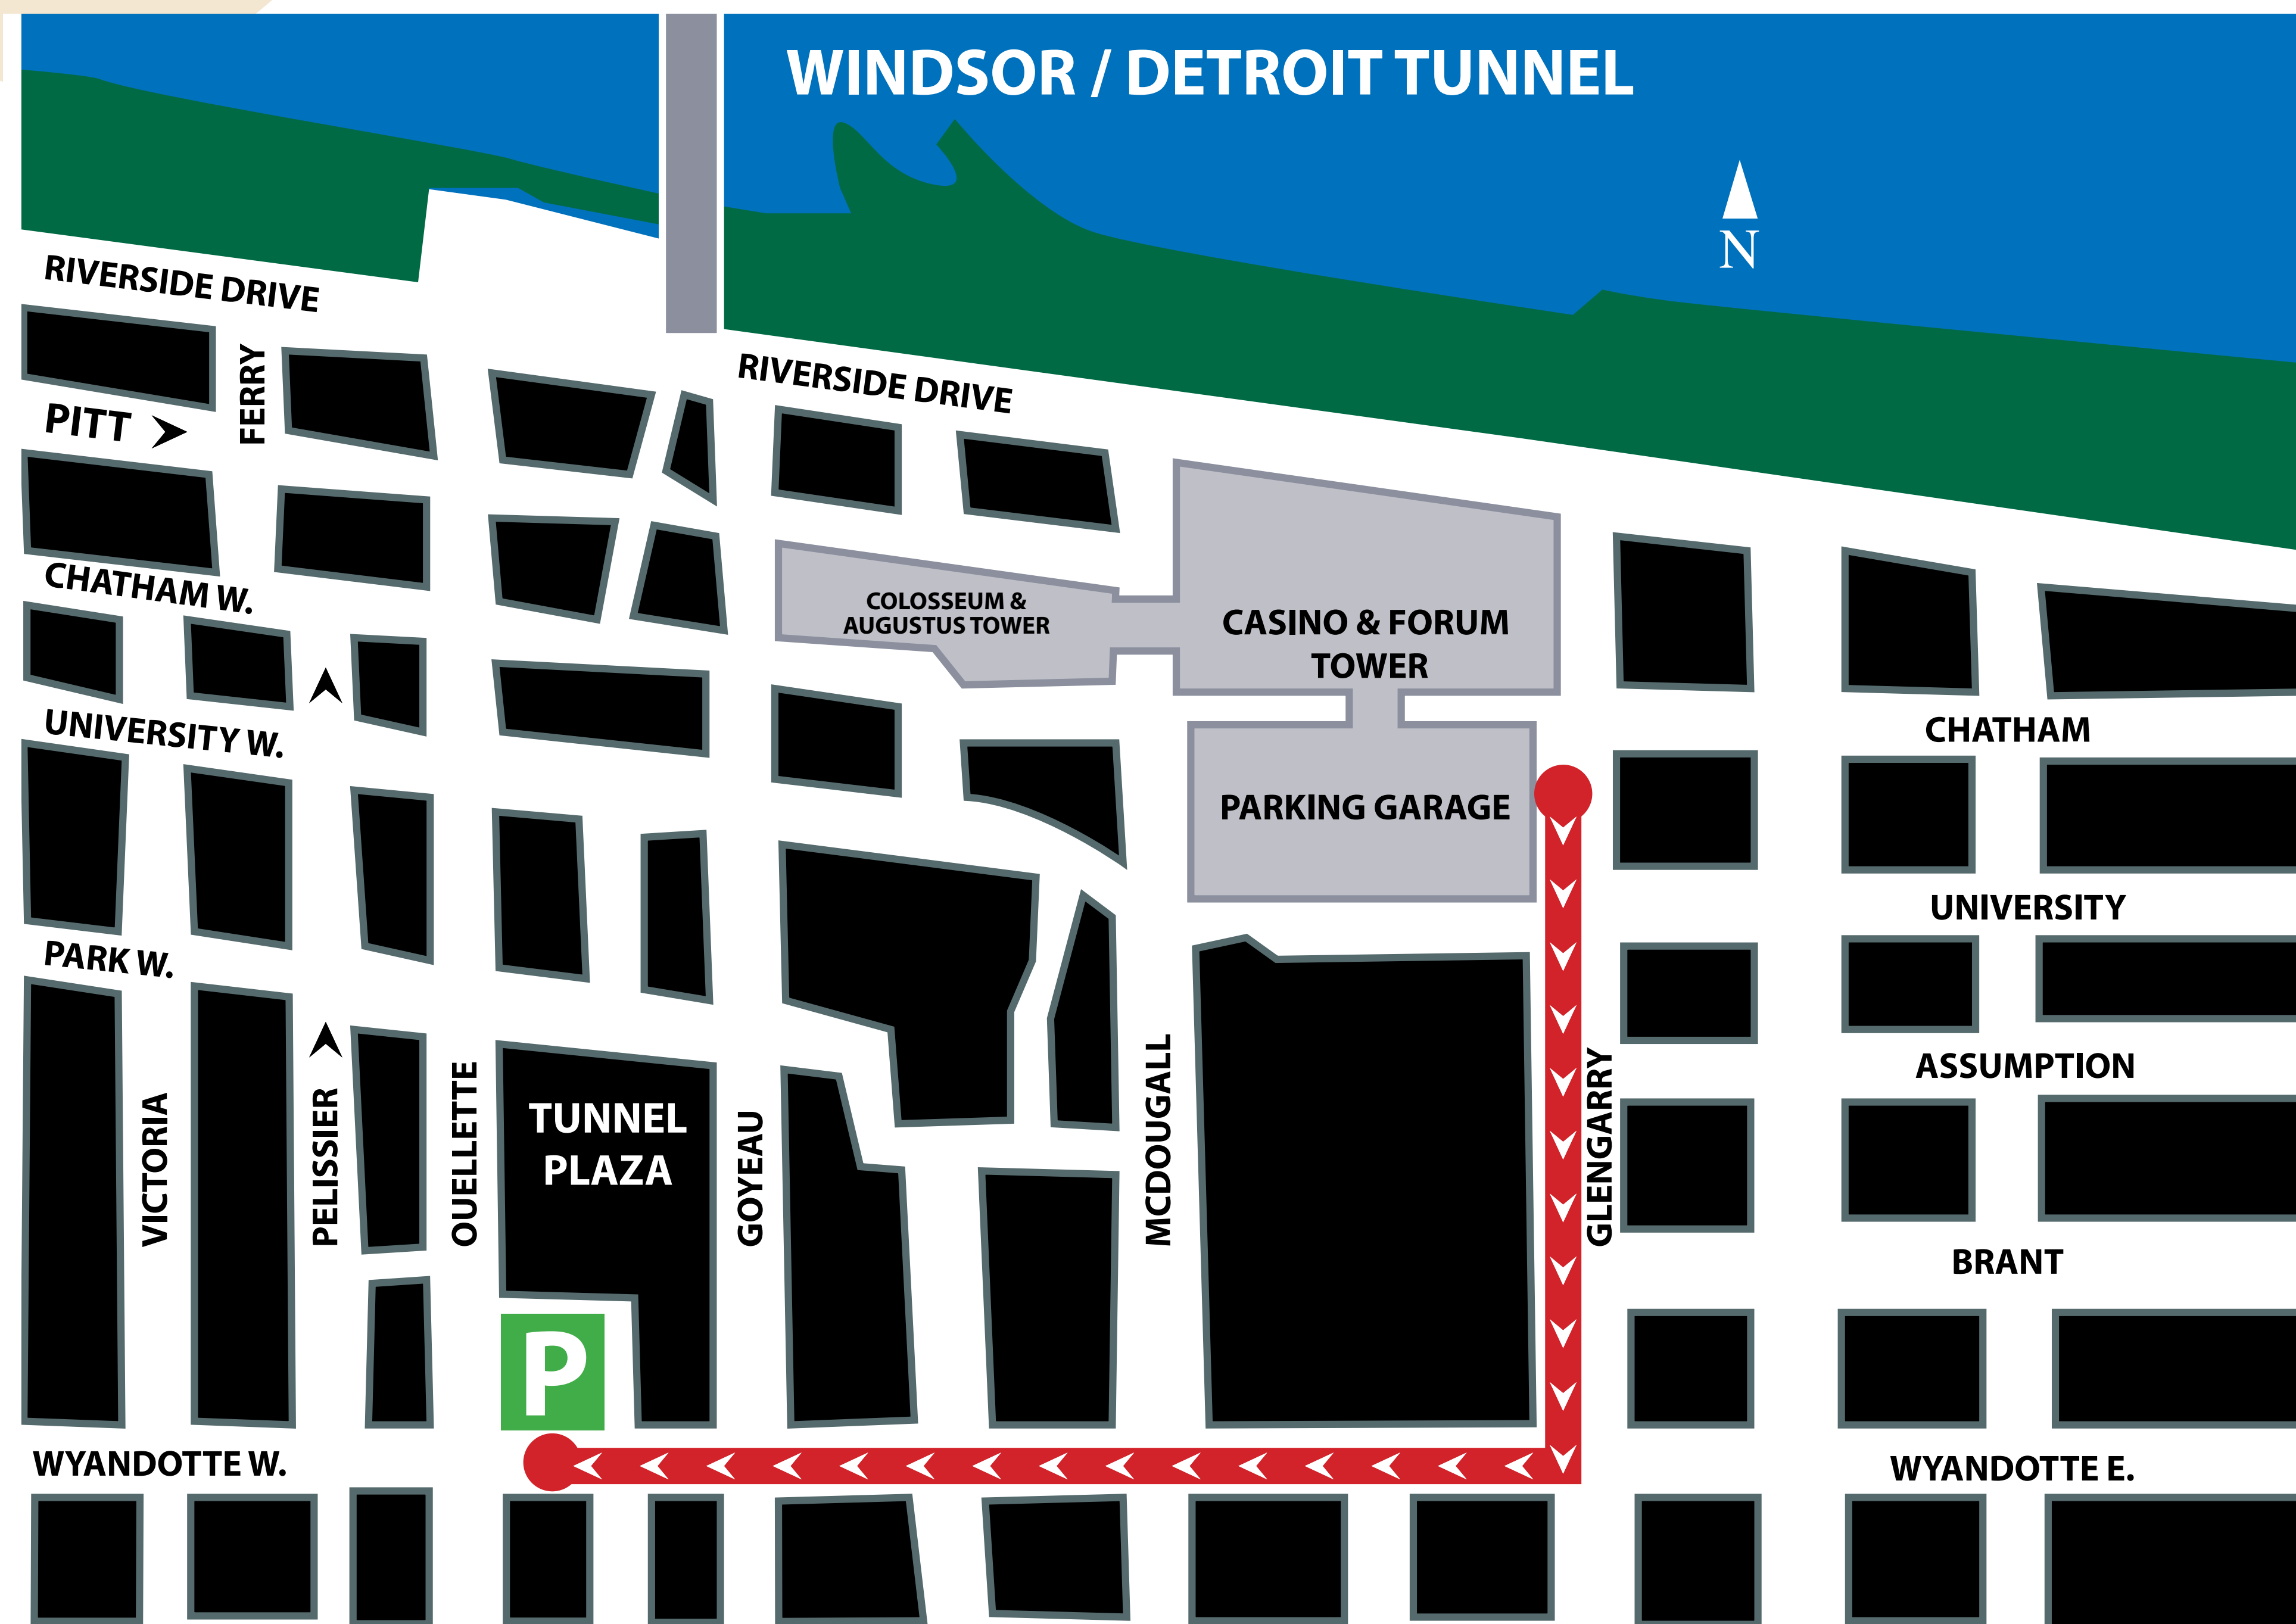 WINDSOR / DETROIT TUNNEL
N
RIVERSIDE DRIVE
FERRY
PITT
RIVERSIDE DRIVE
CHATHAM W.
COLOSSEUM &
AUGUSTUS TOWER
CASINO & FORUM
TOWER
UNIVERSITY W.
CHATHAM
PARKING GARAGE
UNIVERSITY
PARK W.
ASSUMPTION
VICTORIA
PELISSIER
OUELLETTE
TUNNEL
PLAZA
GOYEAU
MCDOUGALL
GLENGARRY
BRANT
P
WYANDOTTE W.
WYANDOTTE E.